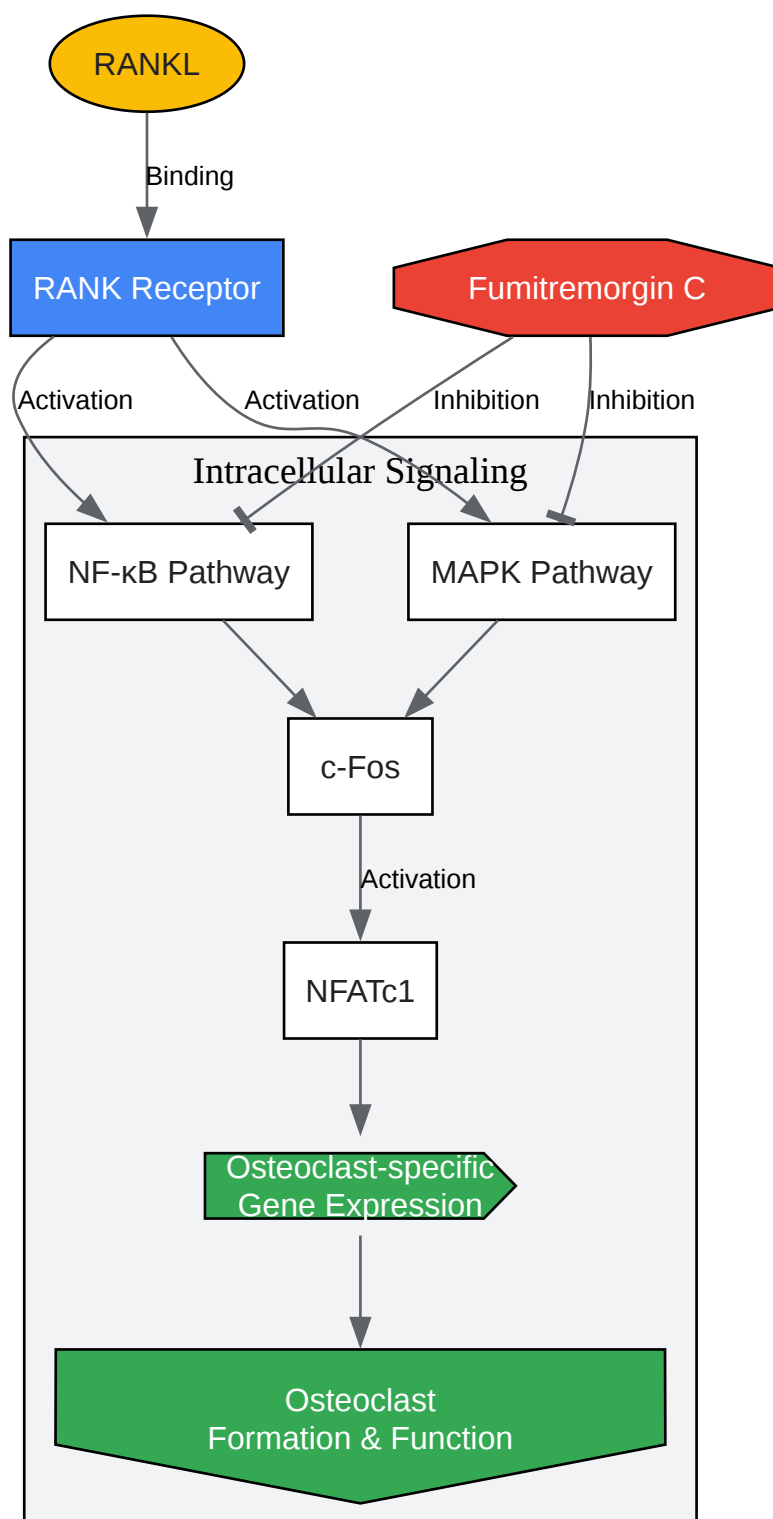 RANKL
Binding
RANK Receptor
Fumitremorgin C
Activation
Activation
Inhibition
Inhibition
Intracellular Signaling
NF-κB Pathway
MAPK Pathway
c-Fos
Activation
NFATc1
Osteoclast-specific
Gene Expression
Osteoclast
Formation & Function